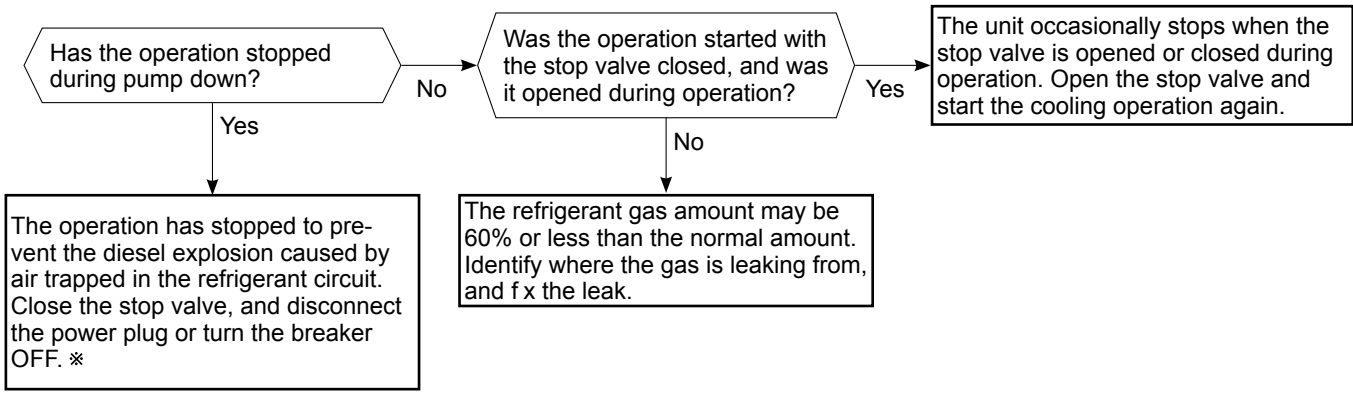 Has the operation stopped
during pump down?
No
Yes
Was the operation started with
the stop valve closed, and was
it opened during operation?
Yes
No
The unit occasionally stops when the
stop valve is opened or closed during
operation. Open the stop valve and
start the cooling operation again.
The operation has stopped to pre-
vent the diesel explosion caused by
air trapped in the refrigerant circuit.
Close the stop valve, and disconnect
the power plug or turn the breaker
OFF. ※
The refrigerant gas amount may be
60% or less than the normal amount.
Identify where the gas is leaking from,
and f x the leak.